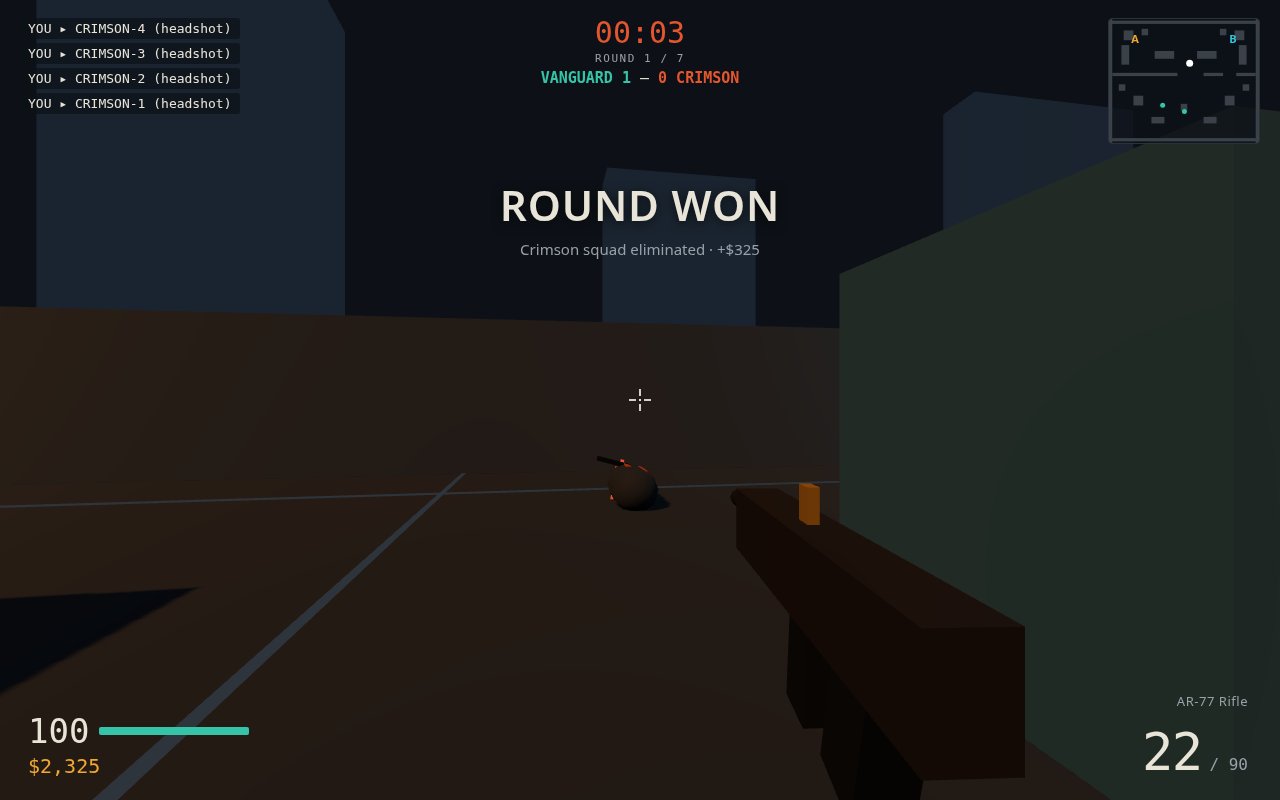 YOU ▸ CRIMSON-4 (headshot)
YOU ▸ CRIMSON-3 (headshot)
YOU ▸ CRIMSON-2 (headshot)
YOU ▸ CRIMSON-1 (headshot)
00:03
ROUND 1 / 7
VANGUARD 1 — 0 CRIMSON
A
B
ROUND WON
Crimson squad eliminated · +$325
100
$2,325
AR-77 Rifle
22 / 90